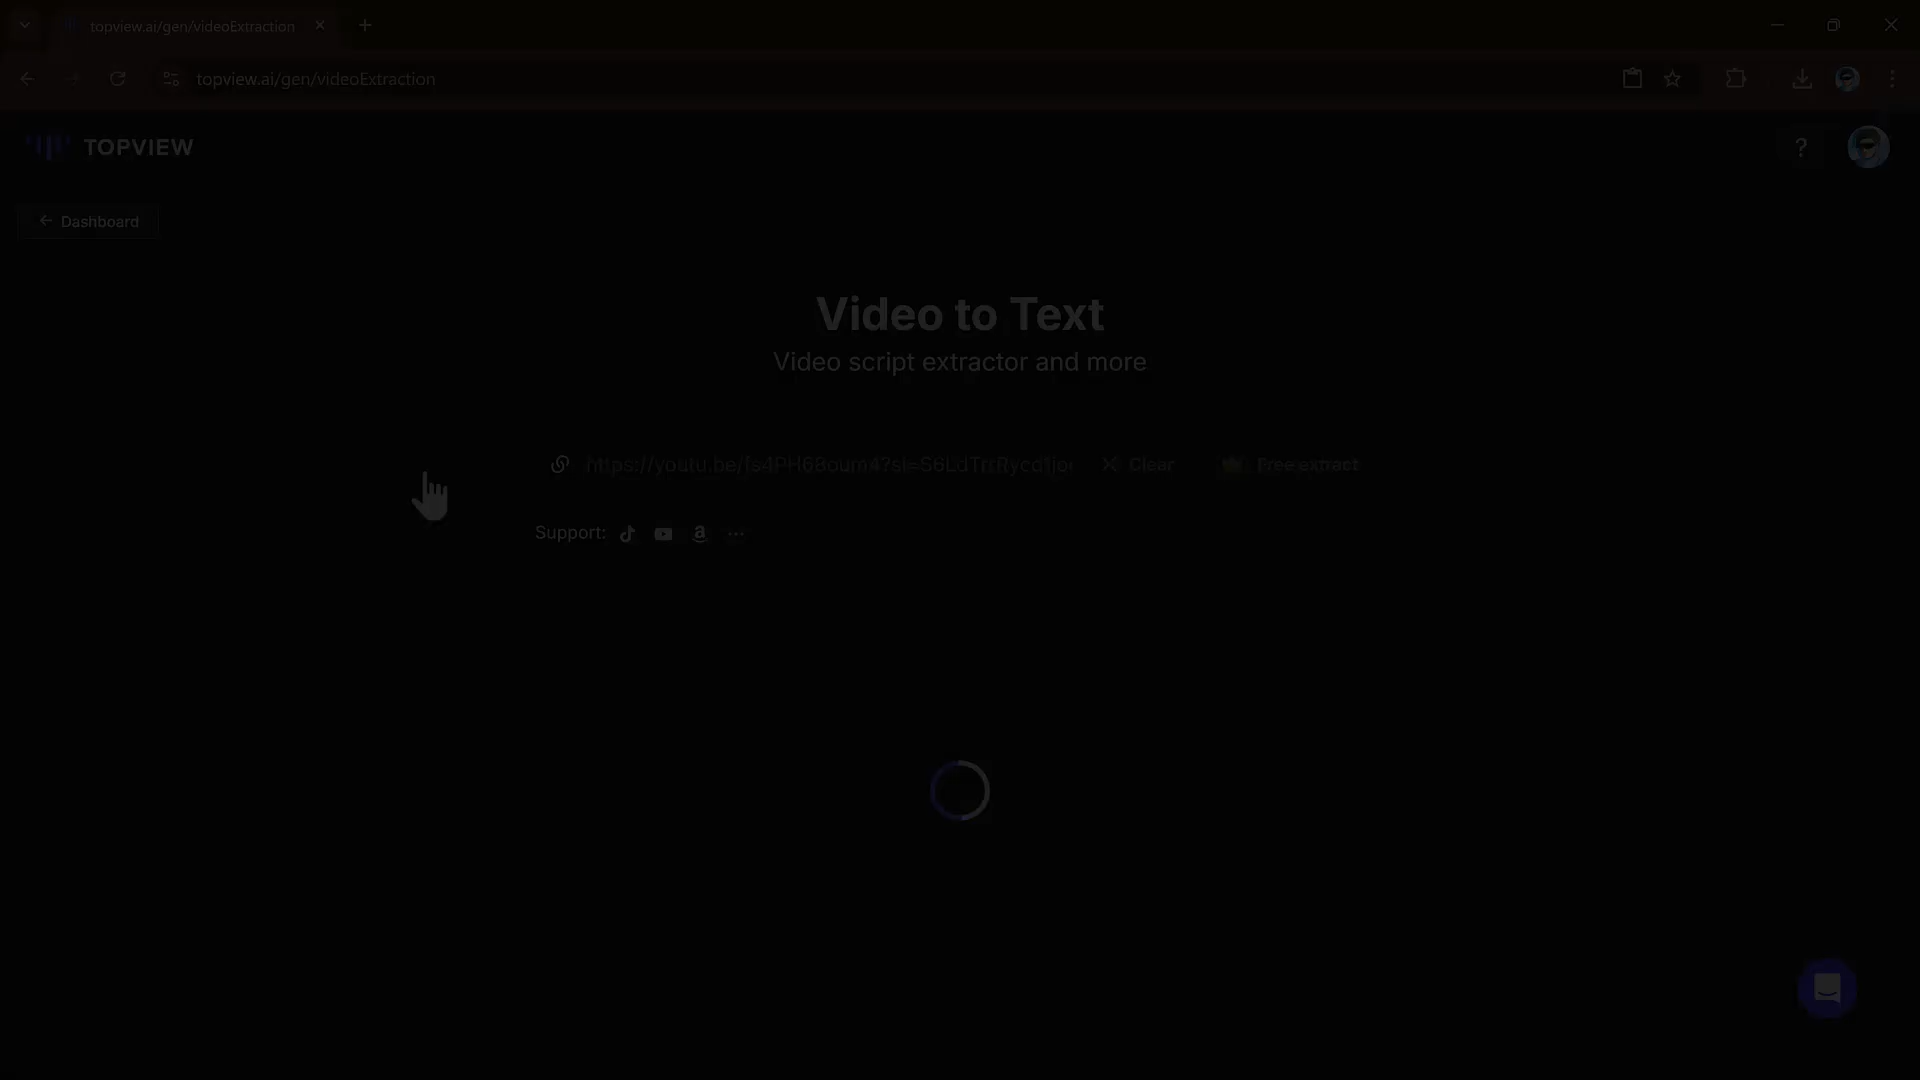 topview.ai/gen/videoExtraction
topview.ai/gen/videoExtraction
TOPVIEW
?
Dashboard
Video to Text
Video script extractor and more
Clear
Free extract
Support: